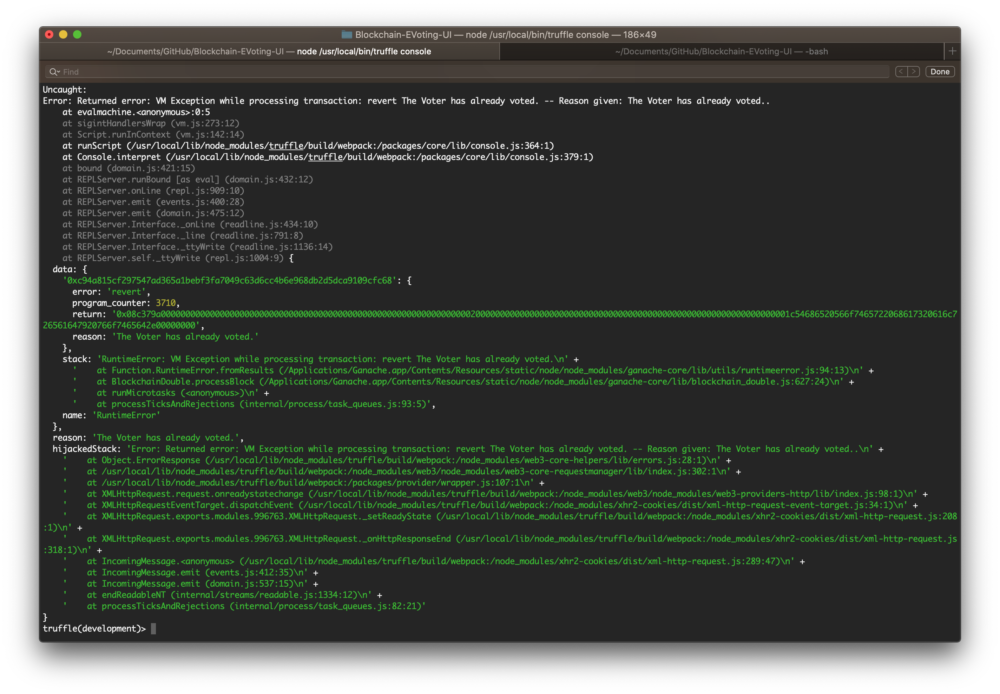 Blockchain-EVoting-UI — node /usr/local/bin/truffle console — 186×49
~/Documents/GitHub/Blockchain-EVoting-UI — node /usr/local/bin/truffle console
~/Documents/GitHub/Blockchain-EVoting-UI — -bash
+
Find
< > Done
Uncaught:
Error: Returned error: VM Exception while processing transaction: revert The Voter has already voted. -- Reason given: The Voter has already voted..
    at evalmachine.<anonymous>:0:5
    at sigintHandlersWrap (vm.js:273:12)
    at Script.runInContext (vm.js:142:14)
    at runScript (/usr/local/lib/node_modules/truffle/build/webpack:/packages/core/lib/console.js:364:1)
    at Console.interpret (/usr/local/lib/node_modules/truffle/build/webpack:/packages/core/lib/console.js:379:1)
    at bound (domain.js:421:15)
    at REPLServer.runBound [as eval] (domain.js:432:12)
    at REPLServer.onLine (repl.js:909:10)
    at REPLServer.emit (events.js:400:28)
    at REPLServer.emit (domain.js:475:12)
    at REPLServer.Interface._onLine (readline.js:434:10)
    at REPLServer.Interface._line (readline.js:791:8)
    at REPLServer.Interface._ttyWrite (readline.js:1136:14)
    at REPLServer.self._ttyWrite (repl.js:1004:9) {
  data: {
    '0xc94a815cf297547ad365a1bebf3fa7049c63d6cc4b6e968db2d5dca9109cfc68': {
      error: 'revert',
      program_counter: 3710,
      return: '0x08c379a00000000000000000000000000000000000000000000000000000000000000020000000000000000000000000000000000000000000000000000000000000001c54686520566f7465722068617320616c7
26561647920766f7465642e00000000',
      reason: 'The Voter has already voted.'
    },
    stack: 'RuntimeError: VM Exception while processing transaction: revert The Voter has already voted.\n' +
      '    at Function.RuntimeError.fromResults (/Applications/Ganache.app/Contents/Resources/static/node/node_modules/ganache-core/lib/utils/runtimeerror.js:94:13)\n' +
      '    at BlockchainDouble.processBlock (/Applications/Ganache.app/Contents/Resources/static/node/node_modules/ganache-core/lib/blockchain_double.js:627:24)\n' +
      '    at runMicrotasks (<anonymous>)\n' +
      '    at processTicksAndRejections (internal/process/task_queues.js:93:5)',
    name: 'RuntimeError'
  },
  reason: 'The Voter has already voted.',
  hijackedStack: 'Error: Returned error: VM Exception while processing transaction: revert The Voter has already voted. -- Reason given: The Voter has already voted..\n' +
    '    at Object.ErrorResponse (/usr/local/lib/node_modules/truffle/build/webpack:/node_modules/web3-core-helpers/lib/errors.js:28:1)\n' +
    '    at /usr/local/lib/node_modules/truffle/build/webpack:/node_modules/web3/node_modules/web3-core-requestmanager/lib/index.js:302:1\n' +
    '    at /usr/local/lib/node_modules/truffle/build/webpack:/packages/provider/wrapper.js:107:1\n' +
    '    at XMLHttpRequest.request.onreadystatechange (/usr/local/lib/node_modules/truffle/build/webpack:/node_modules/web3/node_modules/web3-providers-http/lib/index.js:98:1)\n' +
    '    at XMLHttpRequestEventTarget.dispatchEvent (/usr/local/lib/node_modules/truffle/build/webpack:/node_modules/xhr2-cookies/dist/xml-http-request-event-target.js:34:1)\n' +
    '    at XMLHttpRequest.exports.modules.996763.XMLHttpRequest._setReadyState (/usr/local/lib/node_modules/truffle/build/webpack:/node_modules/xhr2-cookies/dist/xml-http-request.js:208
:1)\n' +
    '    at XMLHttpRequest.exports.modules.996763.XMLHttpRequest._onHttpResponseEnd (/usr/local/lib/node_modules/truffle/build/webpack:/node_modules/xhr2-cookies/dist/xml-http-request.js
:318:1)\n' +
    '    at IncomingMessage.<anonymous> (/usr/local/lib/node_modules/truffle/build/webpack:/node_modules/xhr2-cookies/dist/xml-http-request.js:289:47)\n' +
    '    at IncomingMessage.emit (events.js:412:35)\n' +
    '    at IncomingMessage.emit (domain.js:537:15)\n' +
    '    at endReadableNT (internal/streams/readable.js:1334:12)\n' +
    '    at processTicksAndRejections (internal/process/task_queues.js:82:21)'
}
truffle(development)>